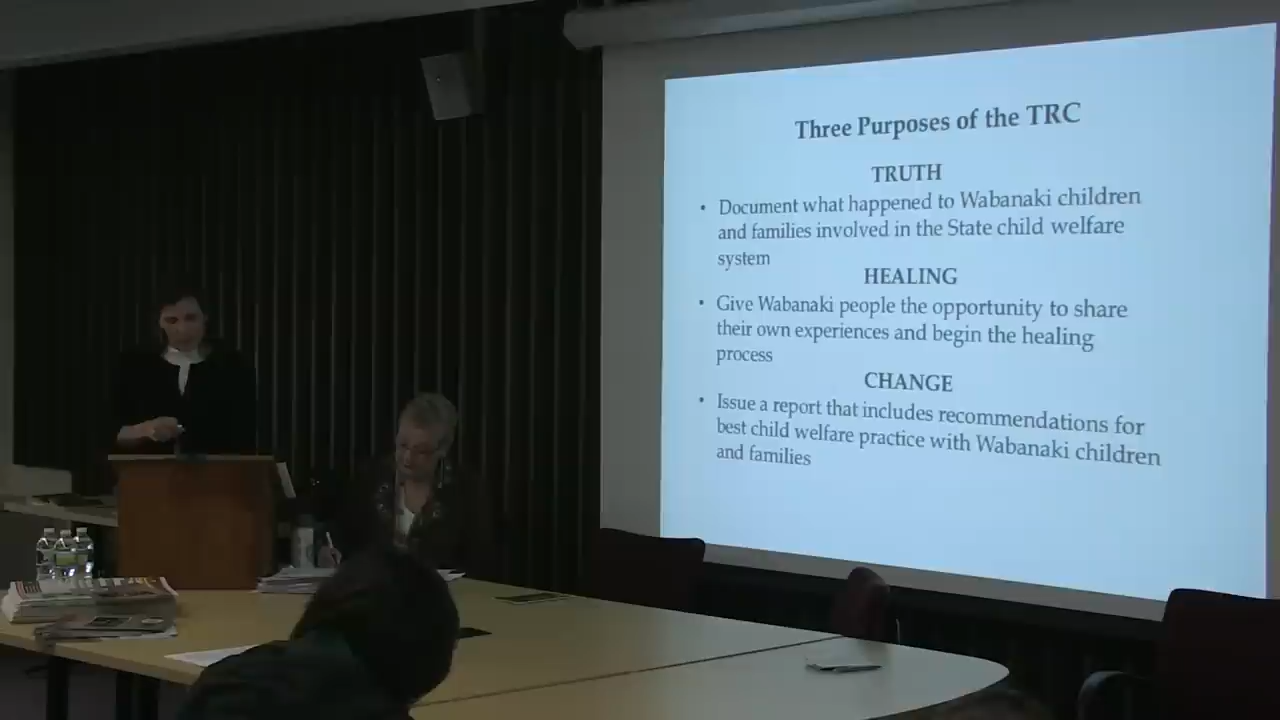 Three Purposes of the TRC
TRUTH
• Document what happened to Wabanaki children
and families involved in the State child welfare
system
HEALING
• Give Wabanaki people the opportunity to share
their own experiences and begin the healing
process
CHANGE
• Issue a report that includes recommendations for
best child welfare practice with Wabanaki children
and families